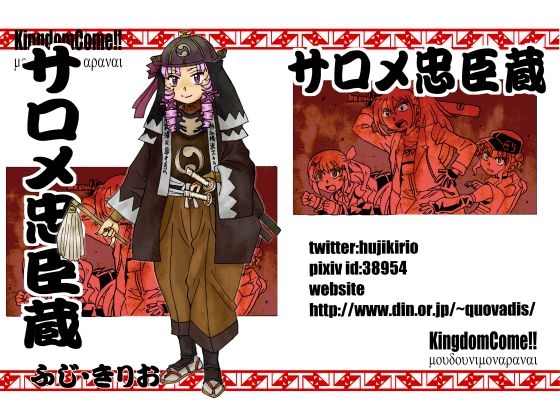 KingdomCome!!
μουδουνιμοναραναι
サロメ忠臣蔵
ふじ・きりお
サロメ忠臣蔵
twitter:hujikirio
pixiv id:38954
website
http://www.din.or.jp/~quovadis/
KingdomCome!!
μουδουνιμοναραναι
55